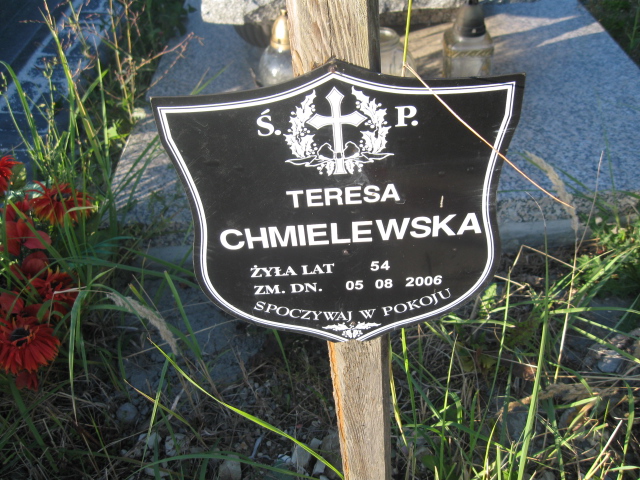 Ś. P.
TERESA
CHMIELEWSKA
ŻYŁA LAT 54
ZM. DN. 05 08 2006
SPOCZYWAJ W POKOJU